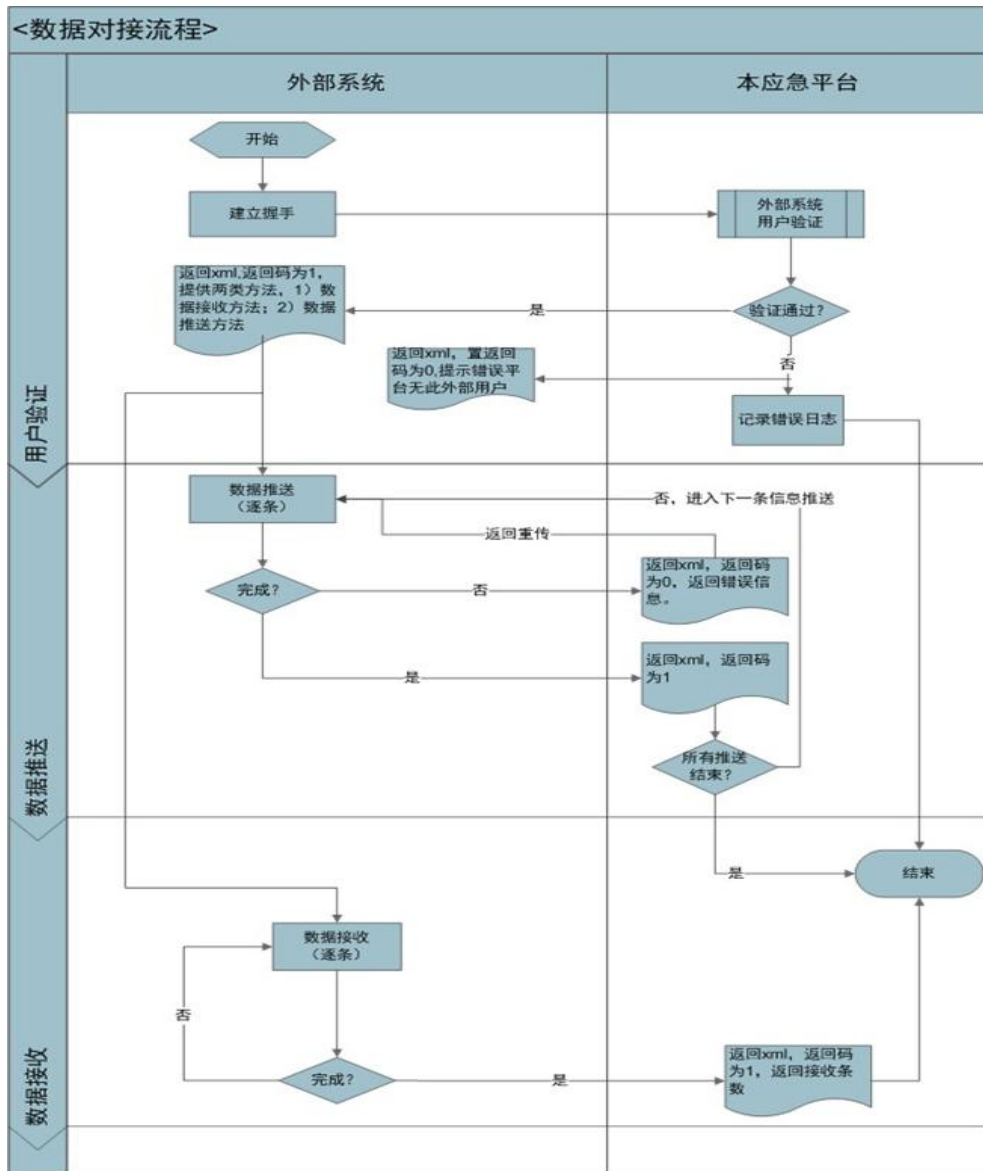 <数据对接流程>
外部系统
本应急平台
用户验证
开始
建立握手
外部系统
用户验证
返回xml,返回码为1,
提供两类方法，1）数
据接收方法；2）数据
推送方法
是
验证通过?
否
返回xml，置返回
码为0,提示错误平
台无此外部用户
记录错误日志
数据推送
数据推送
（逐条）
否，进入下一条信息推送
返回重传
完成?
否
返回xml，返回码
为0，返回错误信
息。
是
返回xml，返回码
为1
所有推送
结束?
是
结束
数据接收
数据接收
（逐条）
否
完成?
是
返回xml，返回码
为1，返回接收条
数